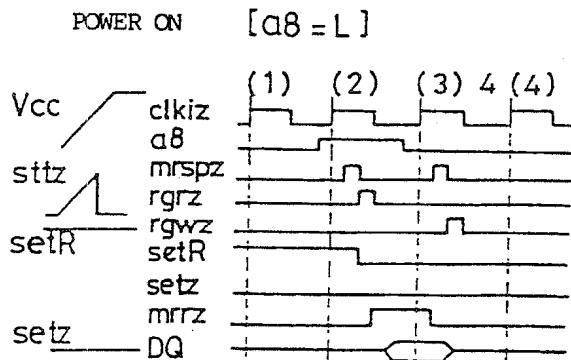 POWER ON [a8 = L]
(1) (2) (3) 4 (4)
Vcc
clkiz
a8
sttz
mrspz
rgrz
rgwz
setR
setR
setz
mrrz
setz
DQ